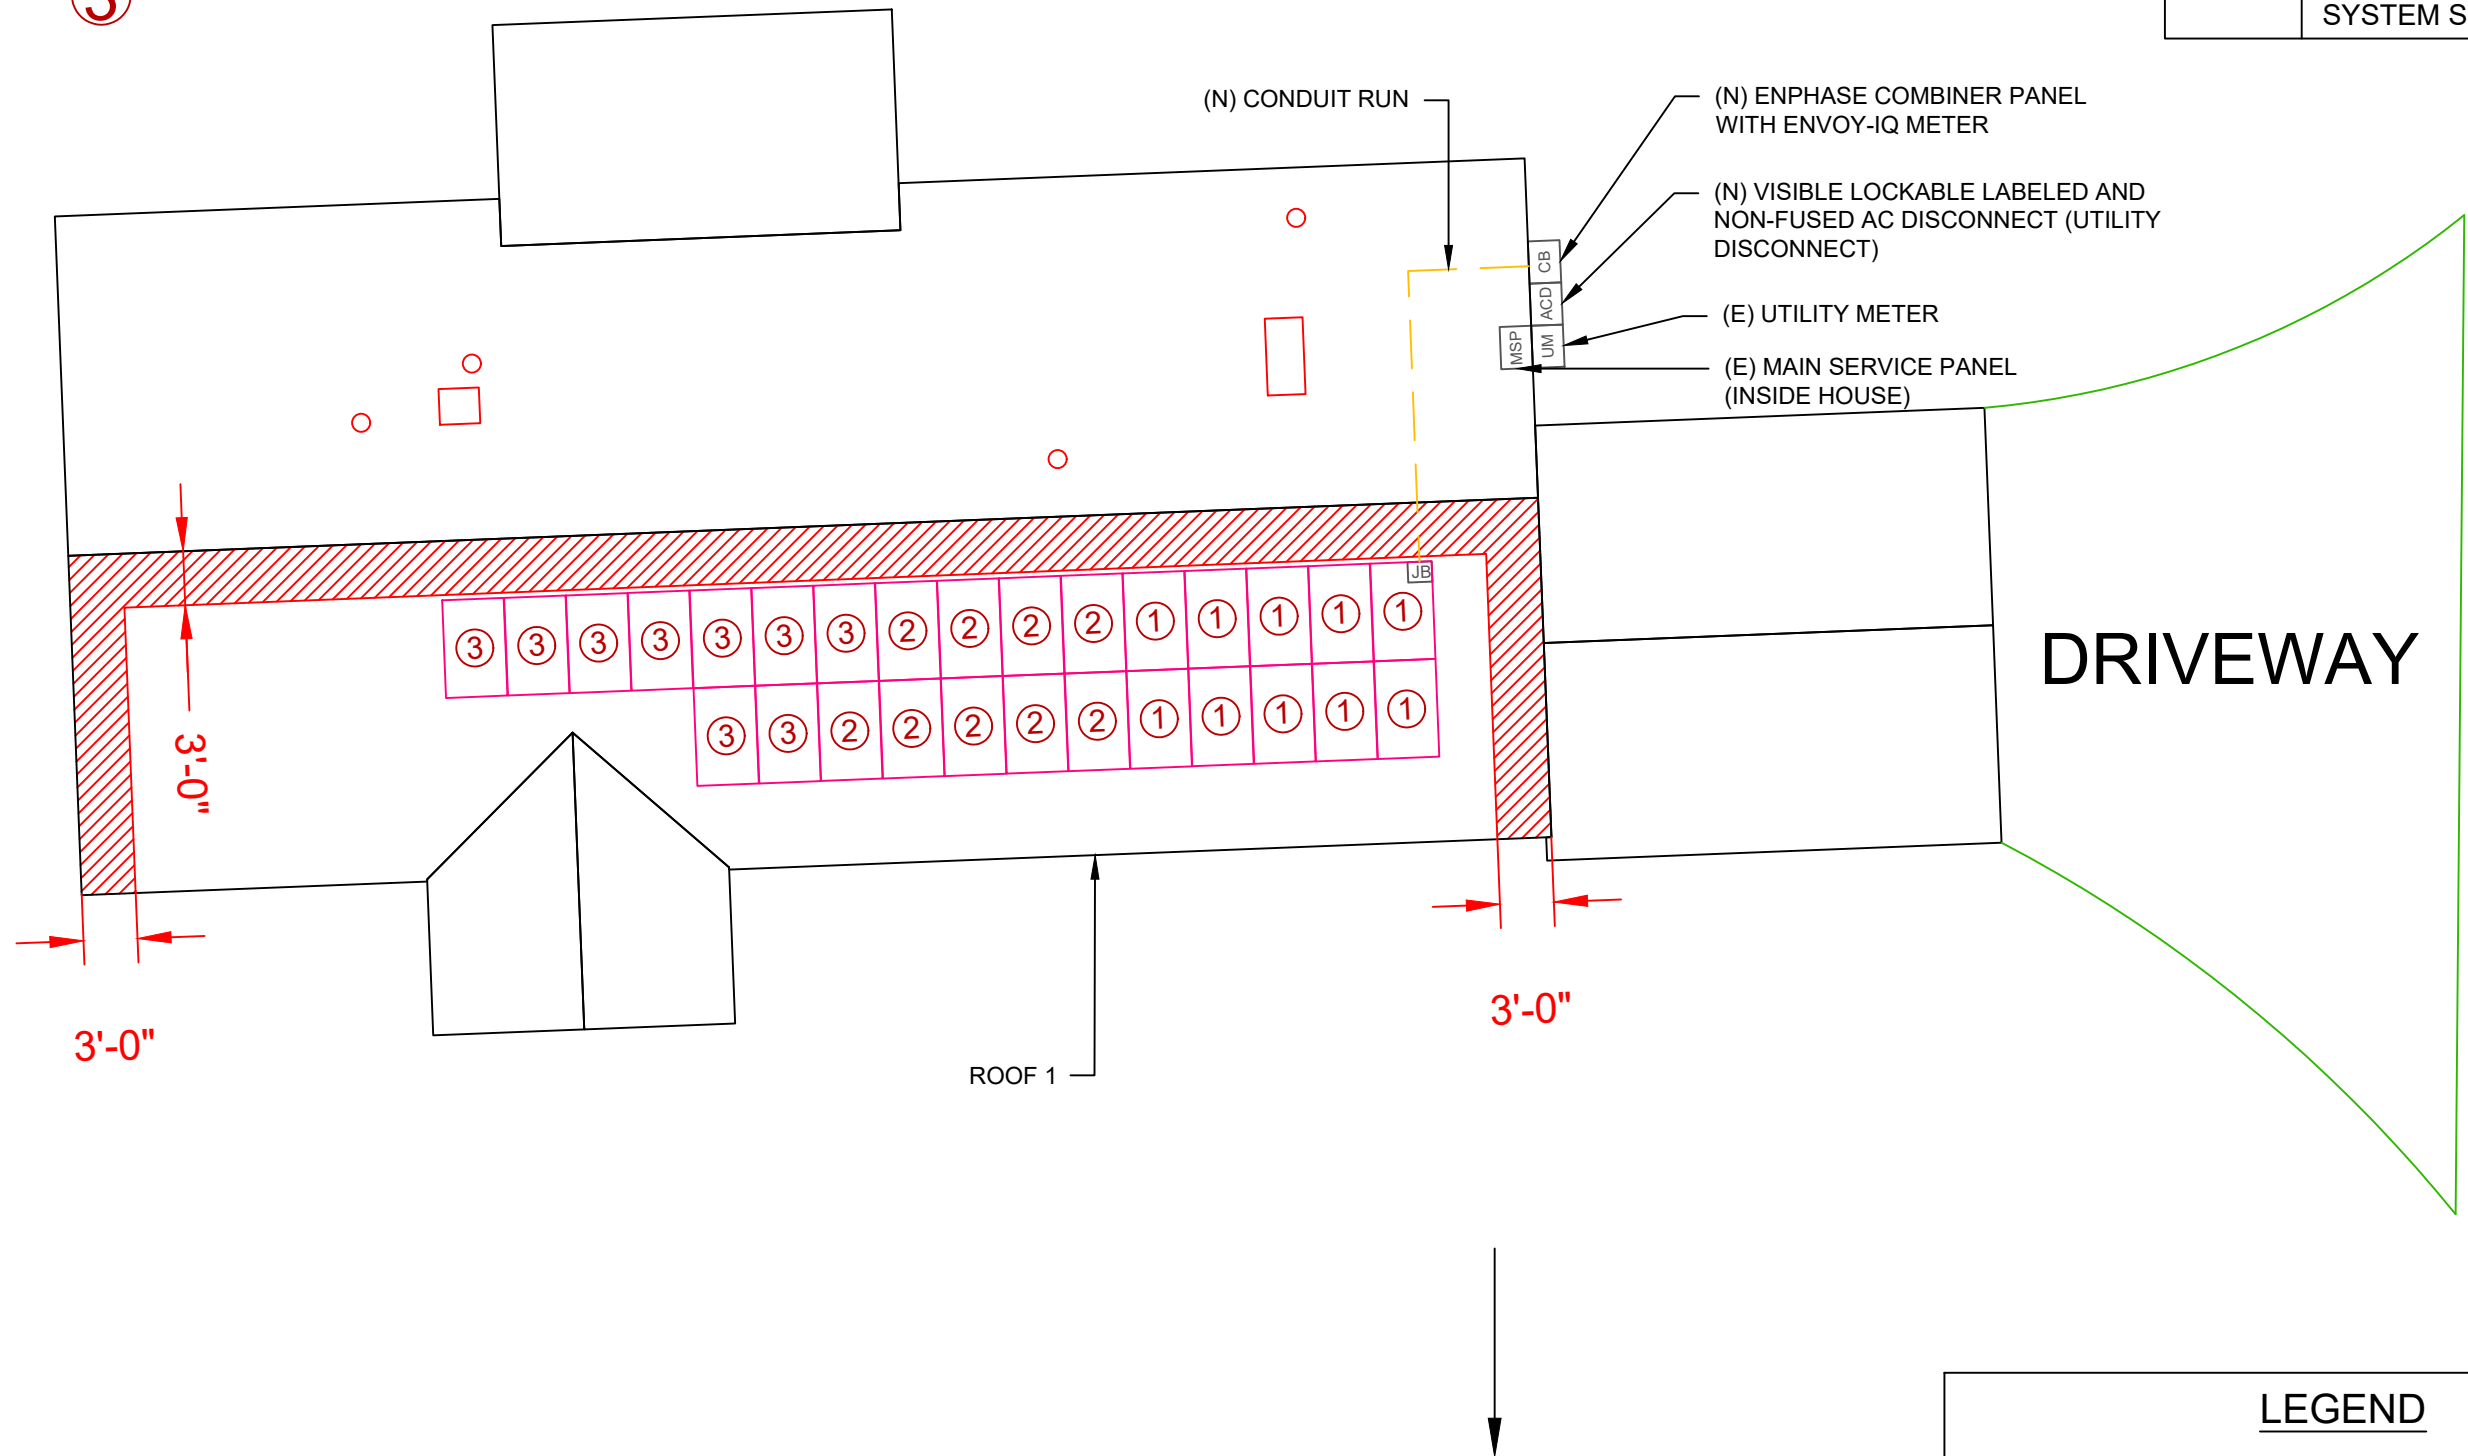 3
SYSTEM S
(N) CONDUIT RUN
(N) ENPHASE COMBINER PANEL
WITH ENVOY-IQ METER
(N) VISIBLE LOCKABLE LABELED AND
NON-FUSED AC DISCONNECT (UTILITY
DISCONNECT)
CB
ACD
(E) UTILITY METER
MSP
UM
(E) MAIN SERVICE PANEL
(INSIDE HOUSE)
JB
3 3 3 3 3 3 3 2 2 2 2 1 1 1 1 1
3 3 2 2 2 2 2 1 1 1 1 1
DRIVEWAY
3'-0"
3'-0"
3'-0"
ROOF 1
LEGEND